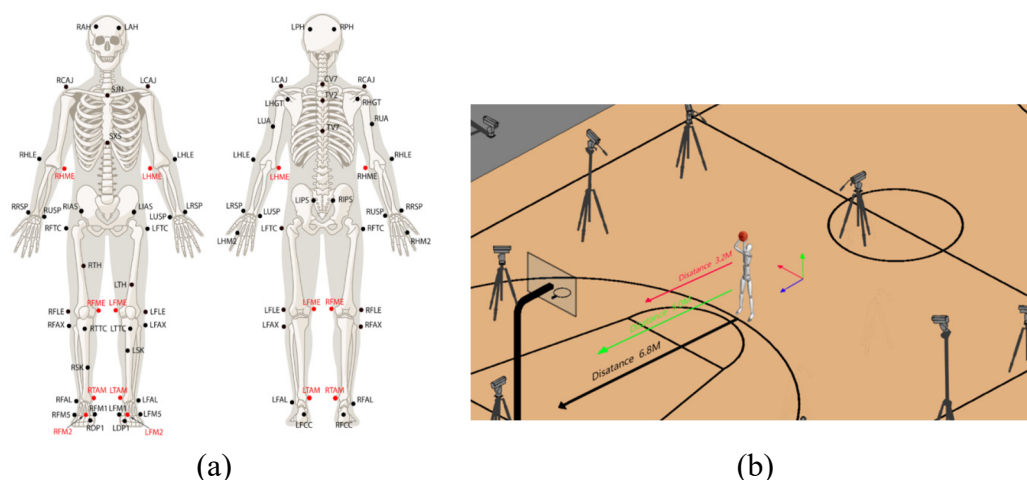 RAH LAH
RCAJ LCAJ
SJN
SXS
RHLE LHLE
RHME LHME
RIAS LIAS
RRSP RUSP LUSP LRSP
RFTC LFTC
RTH
LTH
RFME LFME
RFLE LFLE
RFAX LFAX
RTTC LTTC
LSK
RSK
RTAM LTAM
RFAL LFAL
RFM5 RFM1 LFM1 LFM5
RDP1 LDP1
RFM2 LFM2
LPH RPH
LCAJ CV7 RCAJ
LHGT TV2 RHGT
LUA TV7 RUA
LHLE RHLE
LHME RHME
LIPS RIPS
LRSP LUSP RUSP RRSP
LFTC RFTC
LHM2 RHM2
LFME RFME
LFLE RFLE
LFAX RFAX
LTAM RTAM
LFAL RFAL
LFCC RFCC
(a)
Disatance 3.2M
Disatance 6.8M
(b)